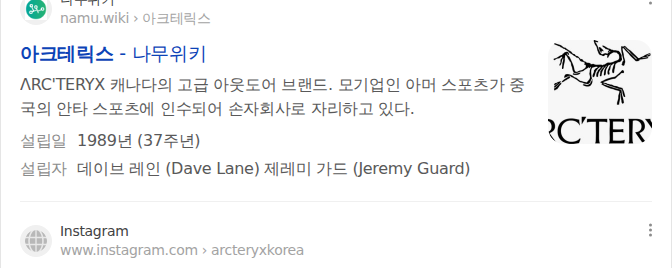 namu.wiki › 아크테릭스
아크테릭스 - 나무위키
ΛRC'TERYX 캐나다의 고급 아웃도어 브랜드. 모기업인 아머 스포츠가 중
국의 안타 스포츠에 인수되어 손자회사로 자리하고 있다.
설립일 1989년 (37주년)
설립자 데이브 레인 (Dave Lane) 제레미 가드 (Jeremy Guard)
RC'TERY
Instagram
www.instagram.com › arcteryxkorea